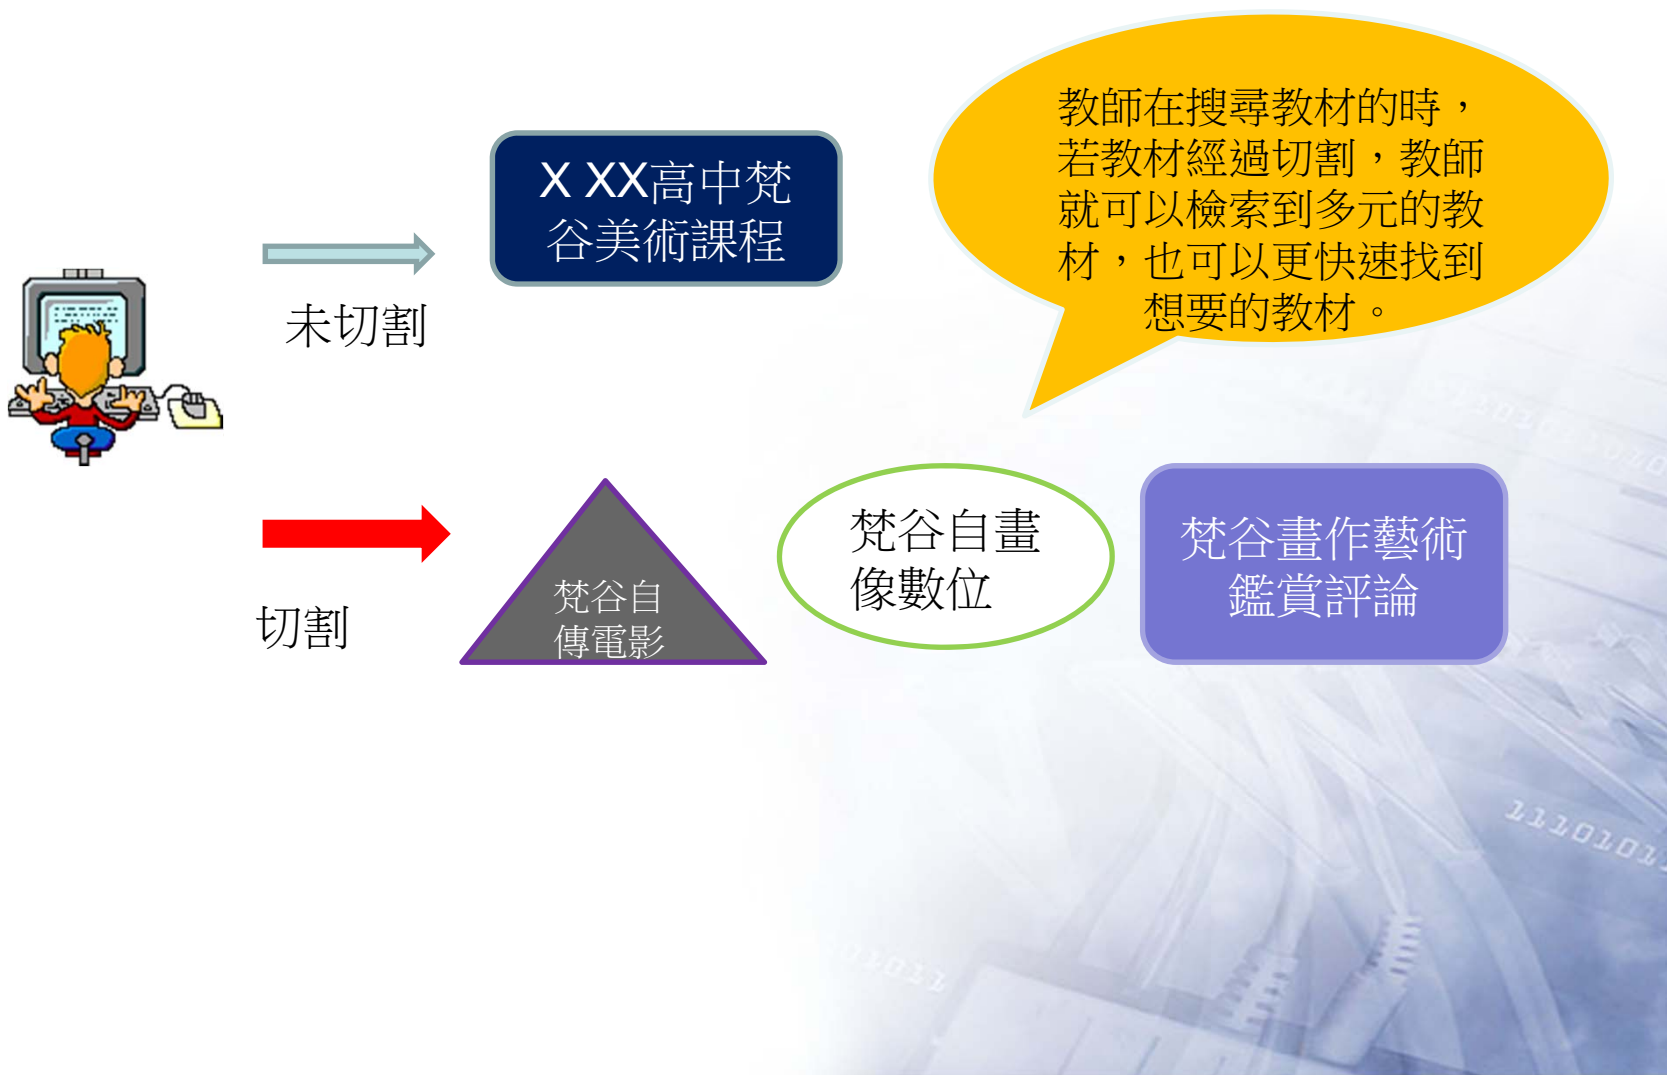 教師在搜尋教材的時，
若教材經過切割，教師
就可以檢索到多元的教
材，也可以更快速找到
想要的教材。
X XX高中梵
谷美術課程
未切割
切割
梵谷自
傳電影
梵谷自畫
像數位
梵谷畫作藝術
鑑賞評論